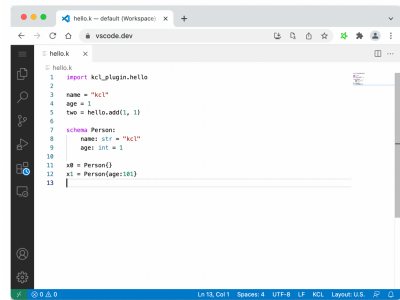 hello.k — default (Workspace)
vscode.dev
hello.k
hello.k
1 import kcl_plugin.hello
2
3 name = "kcl"
4 age = 1
5 two = hello.add(1, 1)
6
7 schema Person:
8     name: str = "kcl"
9     age: int = 1
10
11 x0 = Person{}
12 x1 = Person{age:101}
13
0 0 Ln 13, Col 1 Spaces: 4 UTF-8 LF KCL Layout: U.S.